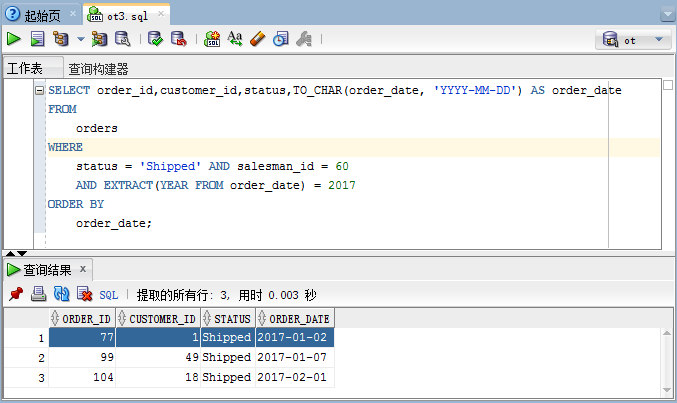 起始页 ot3.sql
ot
工作表 查询构建器
SELECT order_id,customer_id,status,TO_CHAR(order_date, 'YYYY-MM-DD') AS order_date
FROM
orders
WHERE
status = 'Shipped' AND salesman_id = 60
AND EXTRACT(YEAR FROM order_date) = 2017
ORDER BY
order_date;
查询结果 x
SQL | 提取的所有行: 3, 用时 0.003 秒
ORDER_ID CUSTOMER_ID STATUS ORDER_DATE
1 77 1 Shipped 2017-01-02
2 99 49 Shipped 2017-01-07
3 104 18 Shipped 2017-02-01